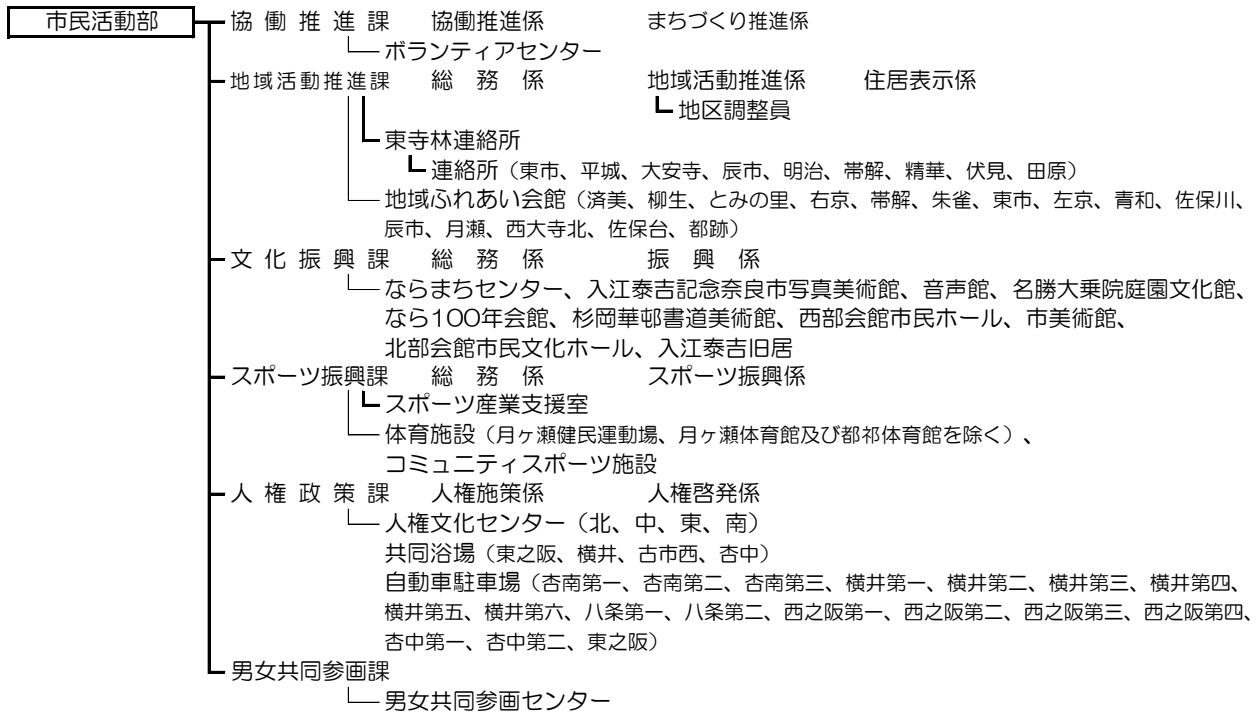 市民活動部 協働推進課 協働推進係 まちづくり推進係
ボランティアセンター
地域活動推進課 総務係 地域活動推進係 住居表示係
地区調整員
東寺林連絡所
連絡所（東市、平城、大安寺、辰市、明治、帯解、精華、伏見、田原）
地域ふれあい会館（済美、柳生、とみの里、右京、帯解、朱雀、東市、左京、青和、佐保川、
辰市、月瀬、西大寺北、佐保台、都跡）
文化振興課 総務係 振興係
ならまちセンター、入江泰吉記念奈良市写真美術館、音声館、名勝大乗院庭園文化館、
なら100年会館、杉岡華邨書道美術館、西部会館市民ホール、市美術館、
北部会館市民文化ホール、入江泰吉旧居
スポーツ振興課 総務係 スポーツ振興係
スポーツ産業支援室
体育施設（月ヶ瀬健民運動場、月ヶ瀬体育館及び都祁体育館を除く）、
コミュニティスポーツ施設
人権政策課 人権施策係 人権啓発係
人権文化センター（北、中、東、南）
共同浴場（東之阪、横井、古市西、杏中）
自動車駐車場（杏南第一、杏南第二、杏南第三、横井第一、横井第二、横井第三、横井第四、
横井第五、横井第六、八条第一、八条第二、西之阪第一、西之阪第二、西之阪第三、西之阪第四、
杏中第一、杏中第二、東之阪）
男女共同参画課
男女共同参画センター